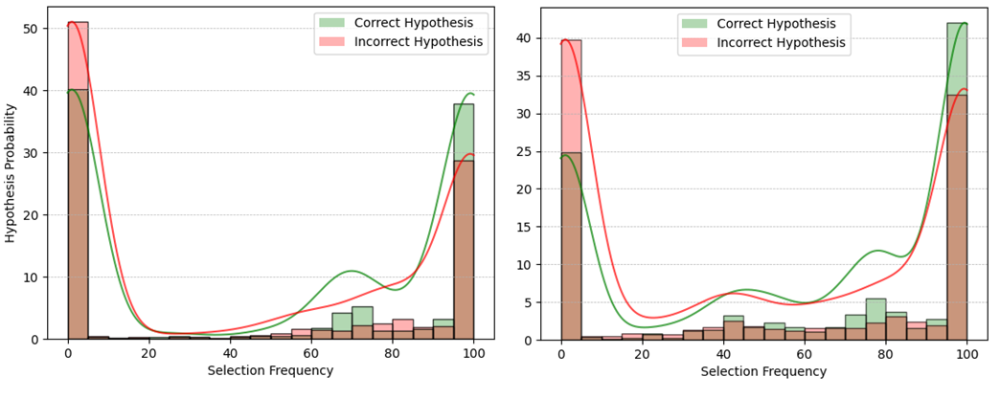 Correct Hypothesis
Incorrect Hypothesis
50
40
30
20
10
0
Hypothesis Probability
0 20 40 60 80 100
Selection Frequency
Correct Hypothesis
Incorrect Hypothesis
40
35
30
25
20
15
10
5
0
0 20 40 60 80 100
Selection Frequency